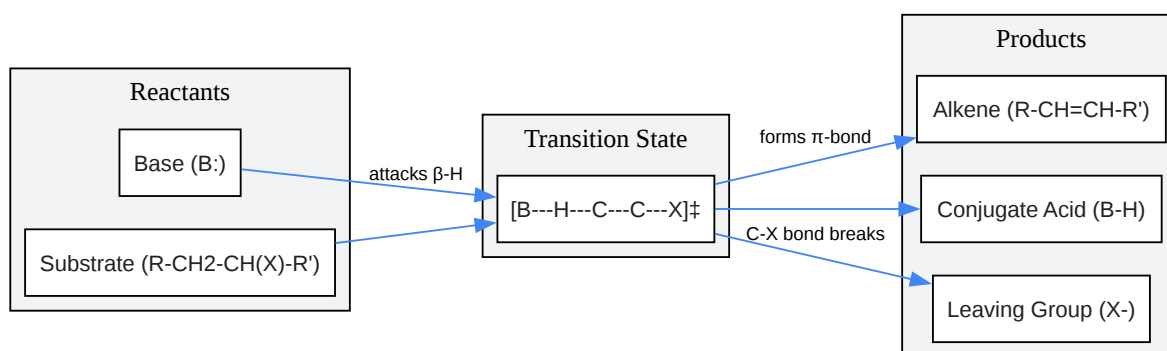 Reactants
Base (B:)
Substrate (R-CH2-CH(X)-R')
attacks β-H
Transition State
[B---H---C---C---X]‡
forms π-bond
C-X bond breaks
Products
Alkene (R-CH=CH-R')
Conjugate Acid (B-H)
Leaving Group (X-)